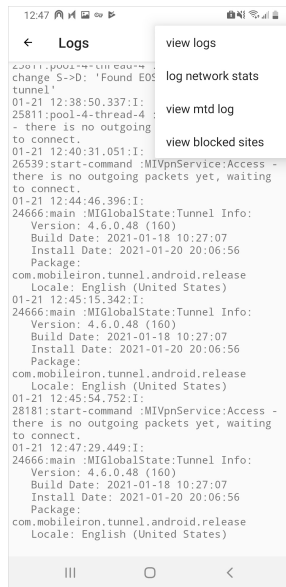 12:47
Logs
view logs
log network stats
view mtd log
view blocked sites
25811:pool-4-thread-4
change S->D: 'Found EOS
tunnel'
01-21 12:38:50.337:I:
25811:pool-4-thread-4 :
- there is no outgoing
to connect.
01-21 12:40:31.051:I:
26539:start-command :MIVpnService:Access -
there is no outgoing packets yet, waiting
to connect.
01-21 12:44:46.396:I:
24666:main :MIGlobalState:Tunnel Info:
Version: 4.6.0.48 (160)
Build Date: 2021-01-18 10:27:07
Install Date: 2021-01-20 20:06:56
Package:
com.mobileiron.tunnel.android.release
Locale: English (United States)
01-21 12:45:15.342:I:
24666:main :MIGlobalState:Tunnel Info:
Version: 4.6.0.48 (160)
Build Date: 2021-01-18 10:27:07
Install Date: 2021-01-20 20:06:56
Package:
com.mobileiron.tunnel.android.release
Locale: English (United States)
01-21 12:45:54.752:I:
28181:start-command :MIVpnService:Access -
there is no outgoing packets yet, waiting
to connect.
01-21 12:47:29.449:I:
24666:main :MIGlobalState:Tunnel Info:
Version: 4.6.0.48 (160)
Build Date: 2021-01-18 10:27:07
Install Date: 2021-01-20 20:06:56
Package:
com.mobileiron.tunnel.android.release
Locale: English (United States)